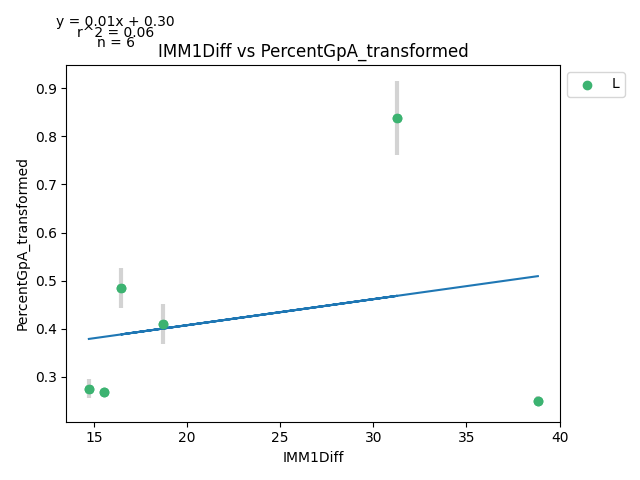 y = 0.01x + 0.30
r^2 = 0.06
n = 6
IMM1Diff vs PercentGpA_transformed
L
PercentGpA_transformed
0.9
0.8
0.7
0.6
0.5
0.4
0.3
15 20 25 30 35 40
IMM1Diff